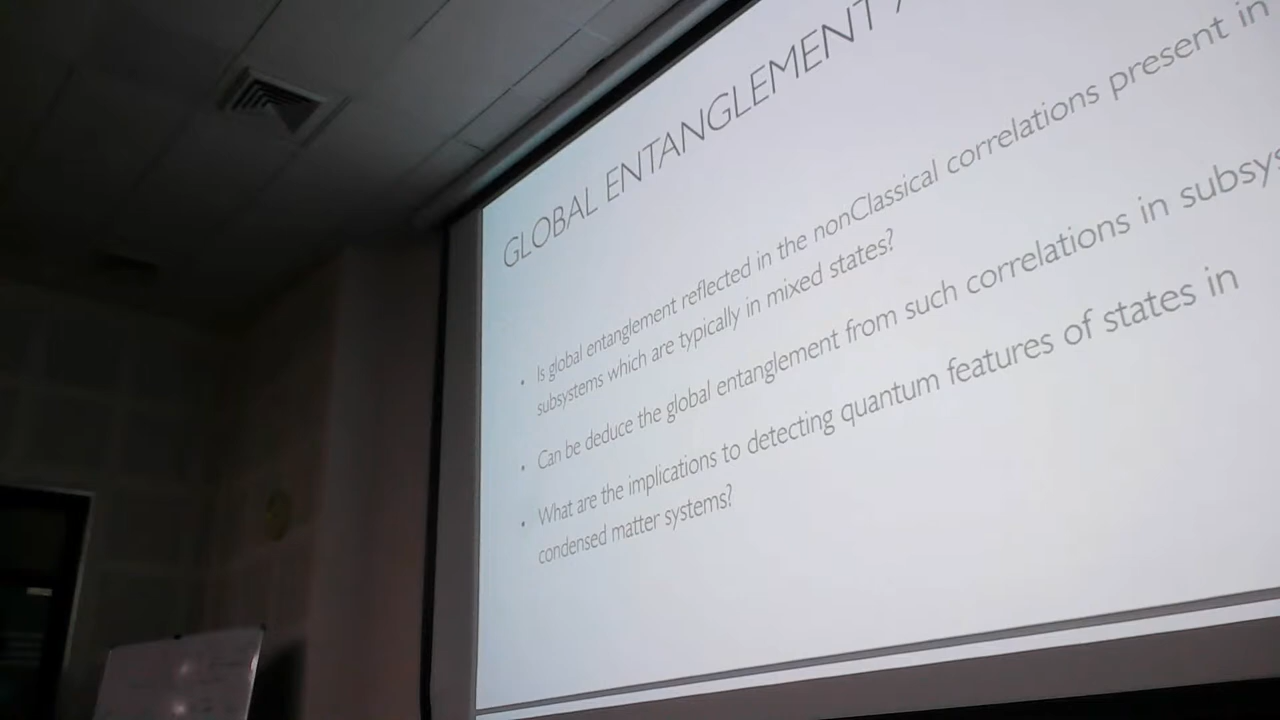 GLOBAL ENTANGLEMENT
• Is global entanglement reflected in the nonClassical correlations present in
subsystems which are typically in mixed states?
• Can be deduce the global entanglement from such correlations in subsys
• What are the implications to detecting quantum features of states in
condensed matter systems?